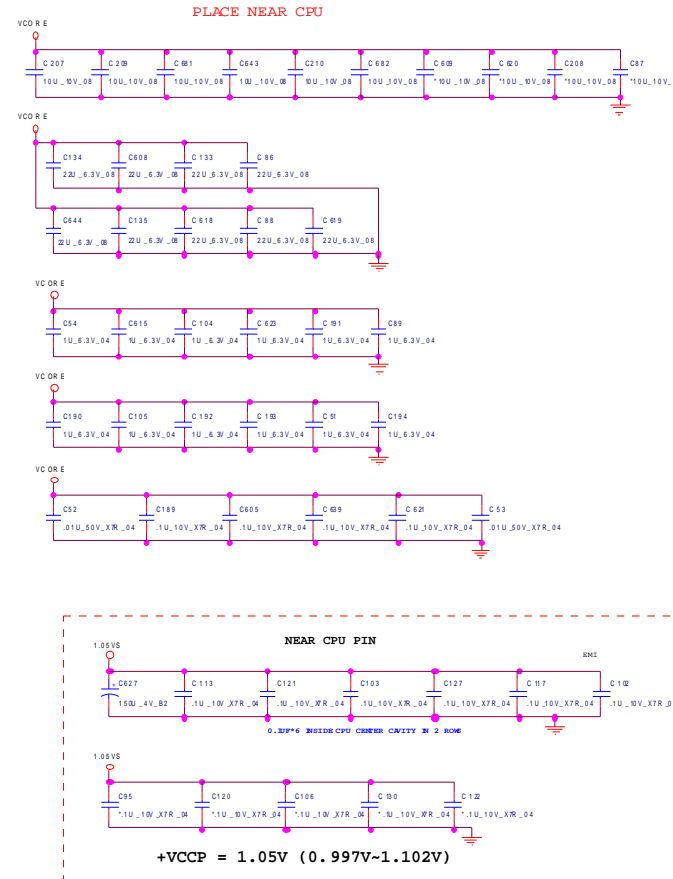 PLACE NEAR CPU
VCORE
C207 C209 C681 C643 C210 C682 C609 C620 C208 C87
10U_10V_08 10U_10V_08 10U_10V_08 10U_10V_08 10U_10V_08 10U_10V_08 *10U_10V_08 *10U_10V_08 *10U_10V_08 *10U_10V_
VCORE
C134 C608 C133 C86
22U_6.3V_08 22U_6.3V_08 22U_6.3V_08 22U_6.3V_08
C644 C135 C618 C88 C619
22U_6.3V_08 22U_6.3V_08 22U_6.3V_08 22U_6.3V_08 22U_6.3V_08
VCORE
C54 C615 C104 C623 C191 C89
1U_6.3V_04 1U_6.3V_04 1U_6.3V_04 1U_6.3V_04 1U_6.3V_04 1U_6.3V_04
VCORE
C190 C105 C192 C193 C51 C194
1U_6.3V_04 1U_6.3V_04 1U_6.3V_04 1U_6.3V_04 1U_6.3V_04 1U_6.3V_04
VCORE
C52 C189 C605 C639 C621 C53
.01U_50V_X7R_04 .1U_10V_X7R_04 .1U_10V_X7R_04 .1U_10V_X7R_04 .1U_10V_X7R_04 .01U_50V_X7R_04
NEAR CPU PIN
1.05VS
EMI
C627 C113 C121 C103 C127 C117 C102
+
150U_4V_B2 .1U_10V_X7R_04 .1U_10V_X7R_04 .1U_10V_X7R_04 .1U_10V_X7R_04 .1U_10V_X7R_04 .1U_10V_X7R_0
0.1UF*6 INSIDE CPU CENTER CAVITY IN 2 ROWS
1.05VS
C95 C120 C106 C130 C122
*.1U_10V_X7R_04 *.1U_10V_X7R_04 *.1U_10V_X7R_04 *.1U_10V_X7R_04 *.1U_10V_X7R_04
+VCCP = 1.05V (0.997V~1.102V)